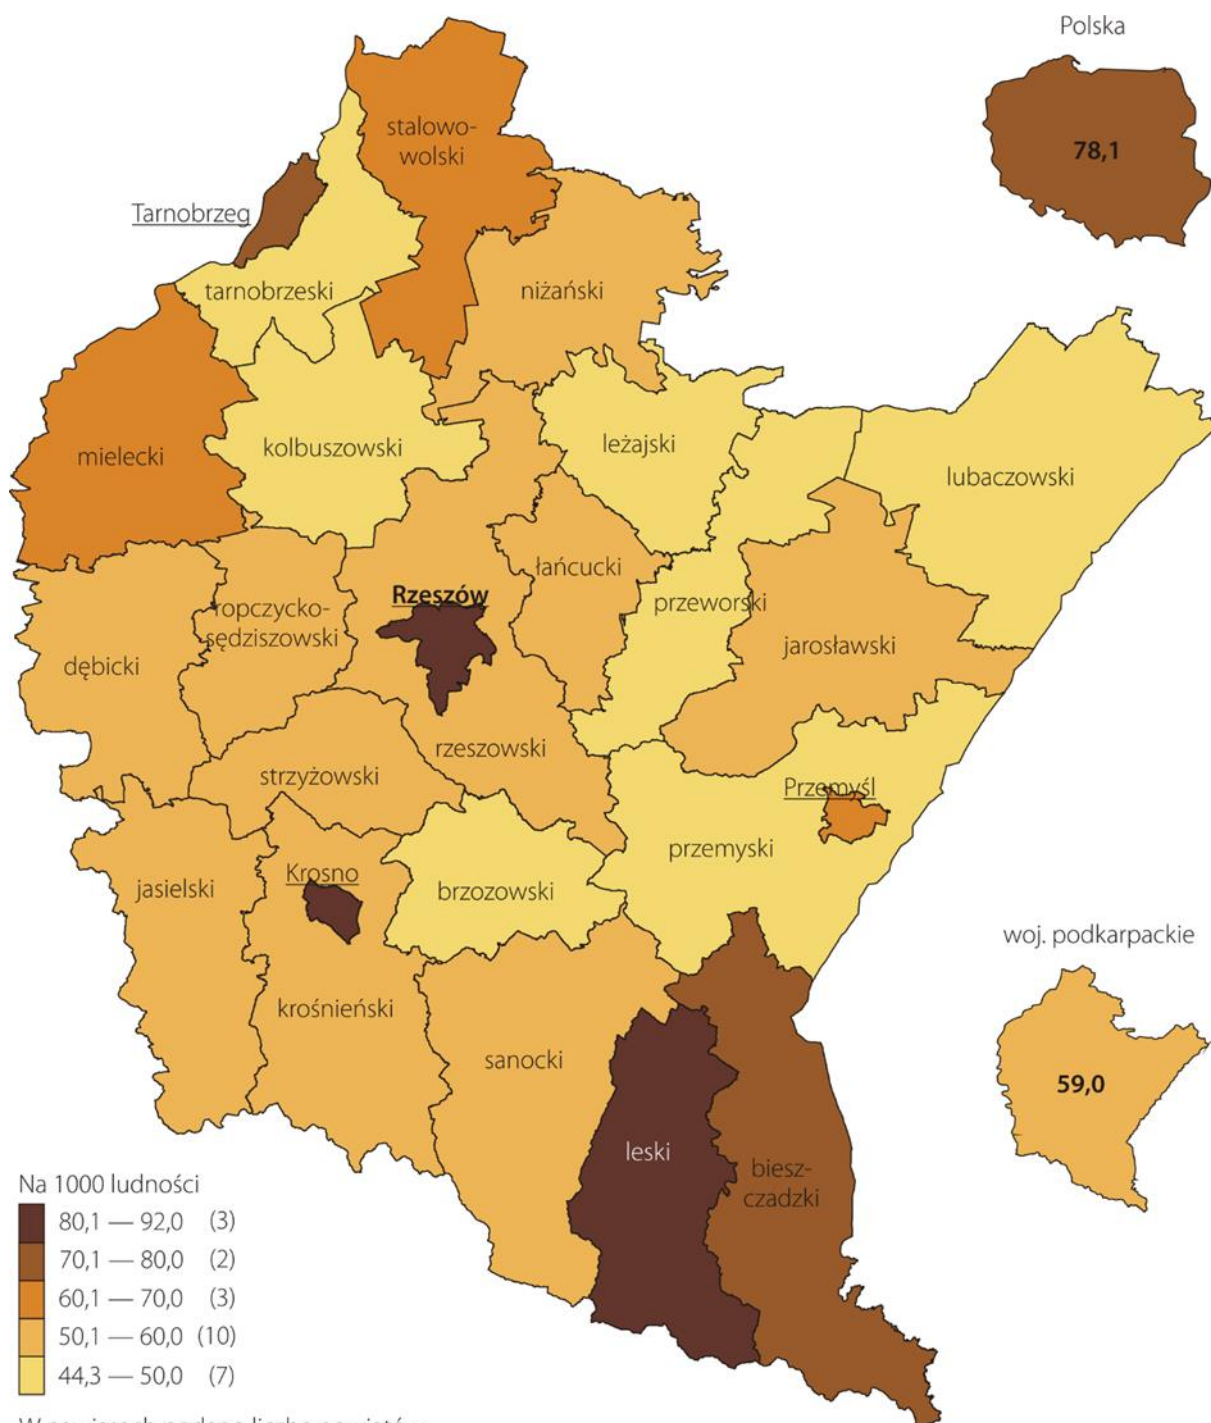 Polska
78,1
stalowo-
wolski
Tarnobrzeg
tarnobrzeski
niżański
mielecki
kolbuszowski
leżajski
lubaczowski
łańcucki
Rzeszów
przeworski
ropczycko-
sędziszowski
dębicki
jarosławski
rzeszowski
strzyżowski
Przemyśl
przemyski
Krosno
jasielski
brzozowski
woj. podkarpackie
59,0
krośnieński
sanocki
leski
biesz-
czadzki
Na 1000 ludności
80,1 — 92,0 (3)
70,1 — 80,0 (2)
60,1 — 70,0 (3)
50,1 — 60,0 (10)
44,3 — 50,0 (7)